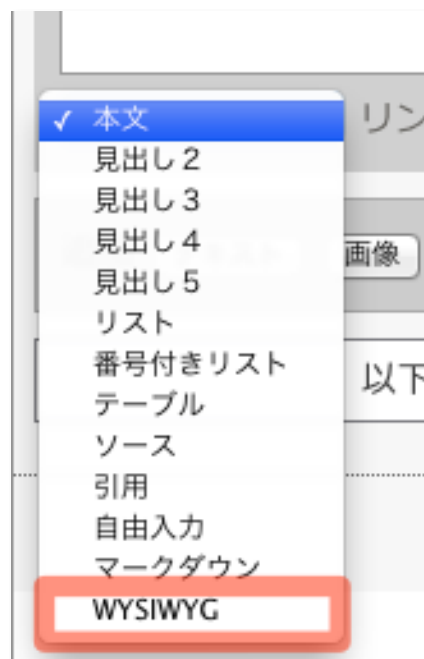 ✓ 本文
リン
見出し2
見出し3
見出し4
画像
見出し5
リスト
番号付きリスト
以下
テーブル
ソース
引用
自由入力
マークダウン
WYSIWYG